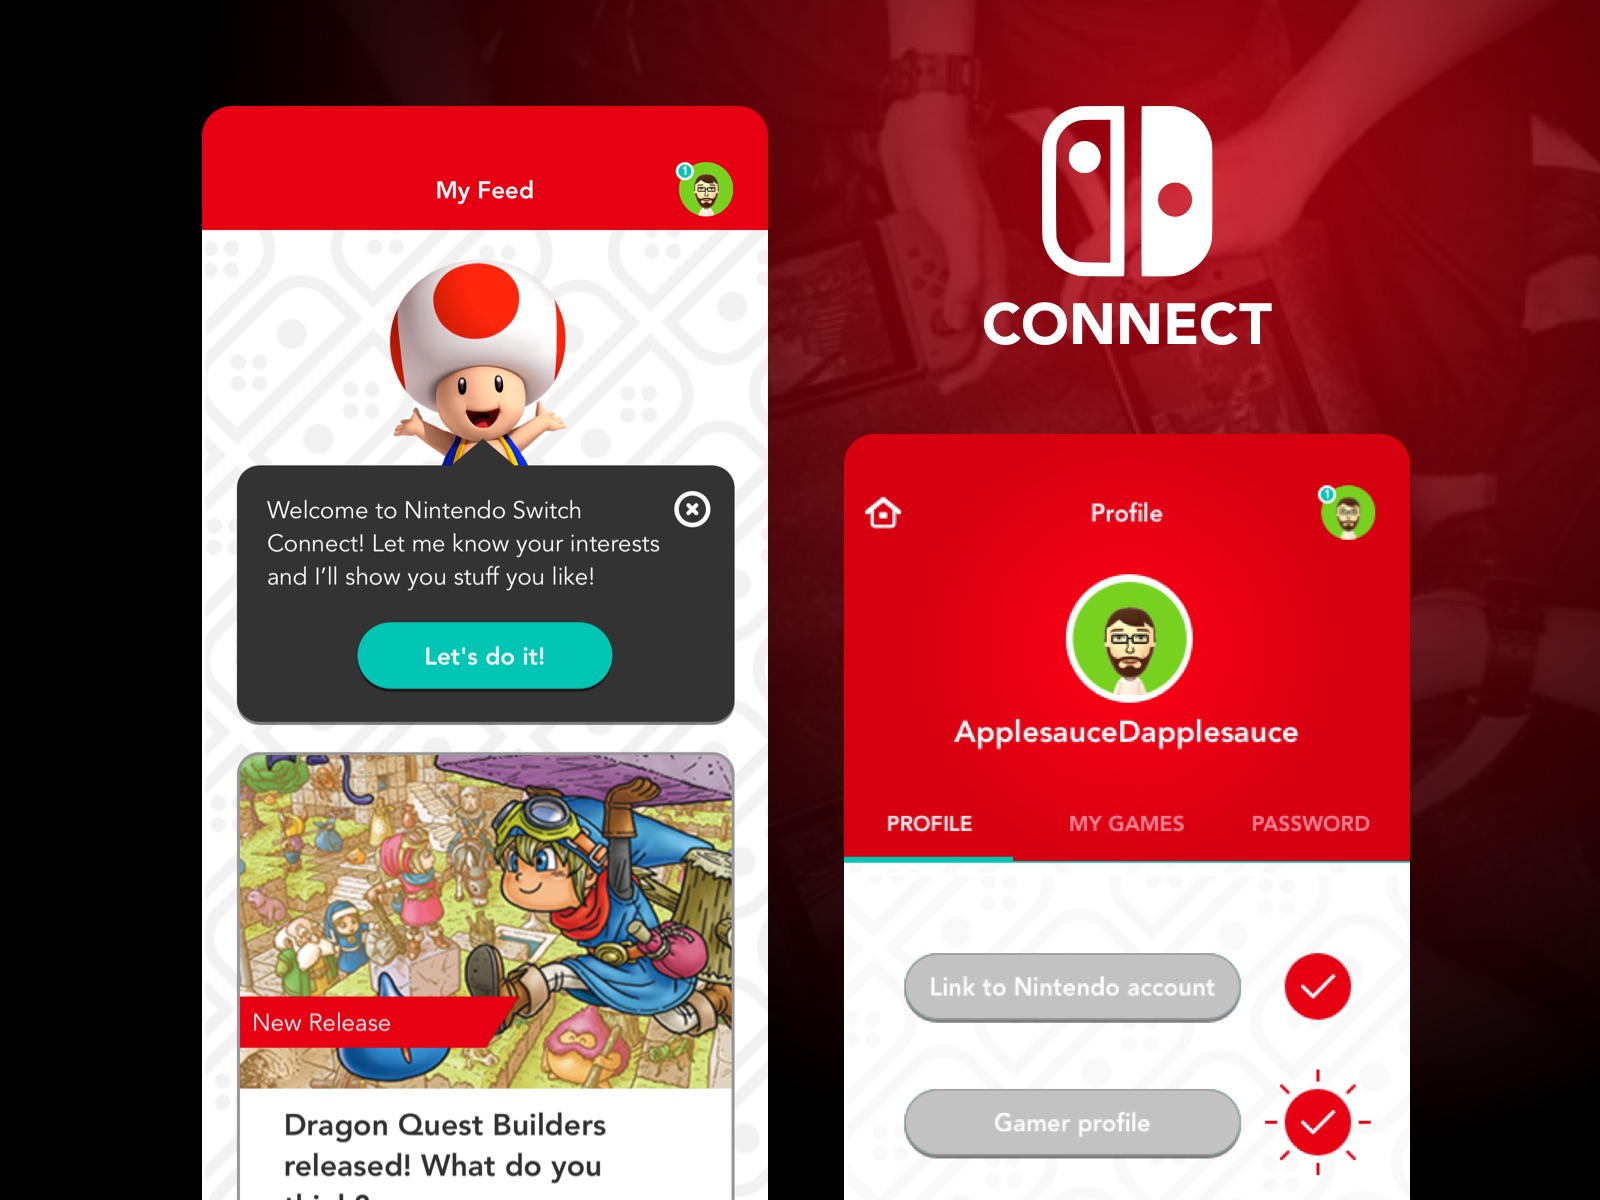 My Feed
1
Welcome to Nintendo Switch
Connect! Let me know your interests
and I'll show you stuff you like!
Let's do it!
New Release
Dragon Quest Builders
released! What do you
CONNECT
Profile
1
ApplesauceDapplesauce
PROFILE
MY GAMES
PASSWORD
Link to Nintendo account
Gamer profile